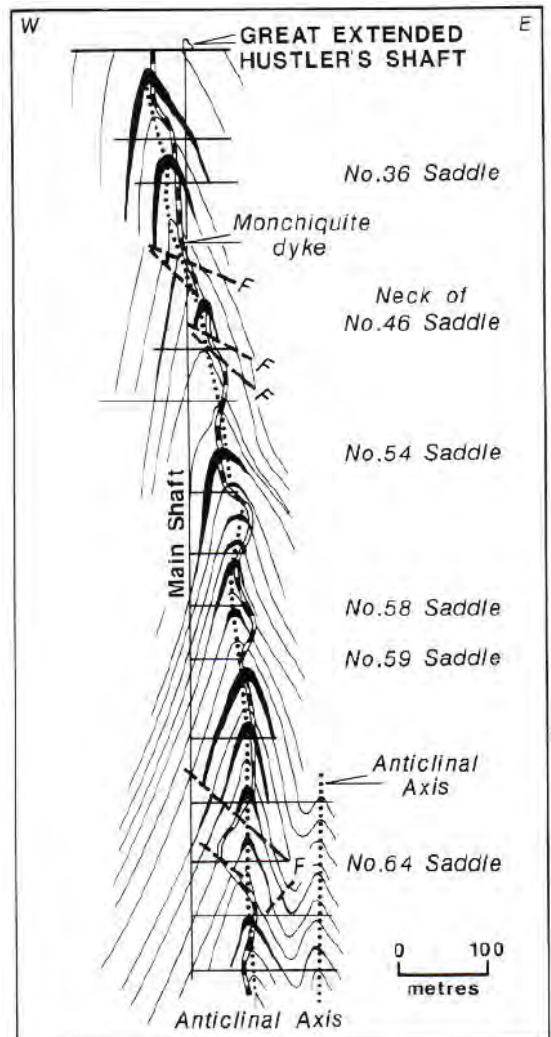 W
E
GREAT EXTENDED
HUSTLER'S SHAFT
No.36 Saddle
Monchiquite
dyke
F
Neck of
No.46 Saddle
F
F
No.54 Saddle
Main Shaft
No.58 Saddle
No.59 Saddle
Anticlinal
Axis
F
No.64 Saddle
F
0 100
metres
Anticlinal Axis